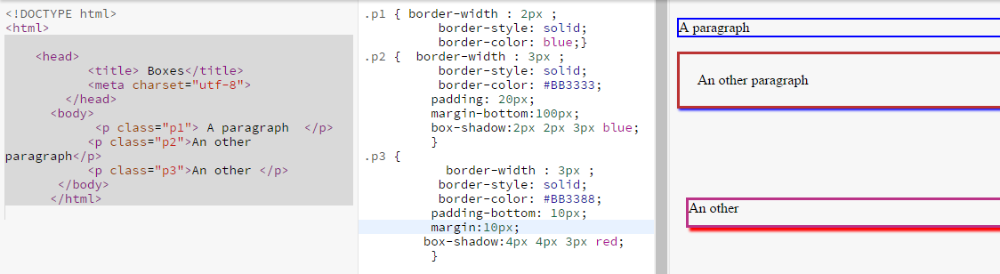 <!DOCTYPE html>
<html>
<head>
<title> Boxes</title>
<meta charset="utf-8">
</head>
<body>
<p class="p1"> A paragraph  </p>
<p class="p2">An other
paragraph</p>
<p class="p3">An other </p>
</body>
</html>
.p1 { border-width : 2px ;
border-style: solid;
border-color: blue;}
.p2 {  border-width : 3px ;
border-style: solid;
border-color: #BB3333;
padding: 20px;
margin-bottom:100px;
box-shadow:2px 2px 3px blue;
}
.p3 {
border-width : 3px ;
border-style: solid;
border-color: #BB3388;
padding-bottom: 10px;
margin:10px;
box-shadow:4px 4px 3px red;
}
A paragraph
An other paragraph
An other